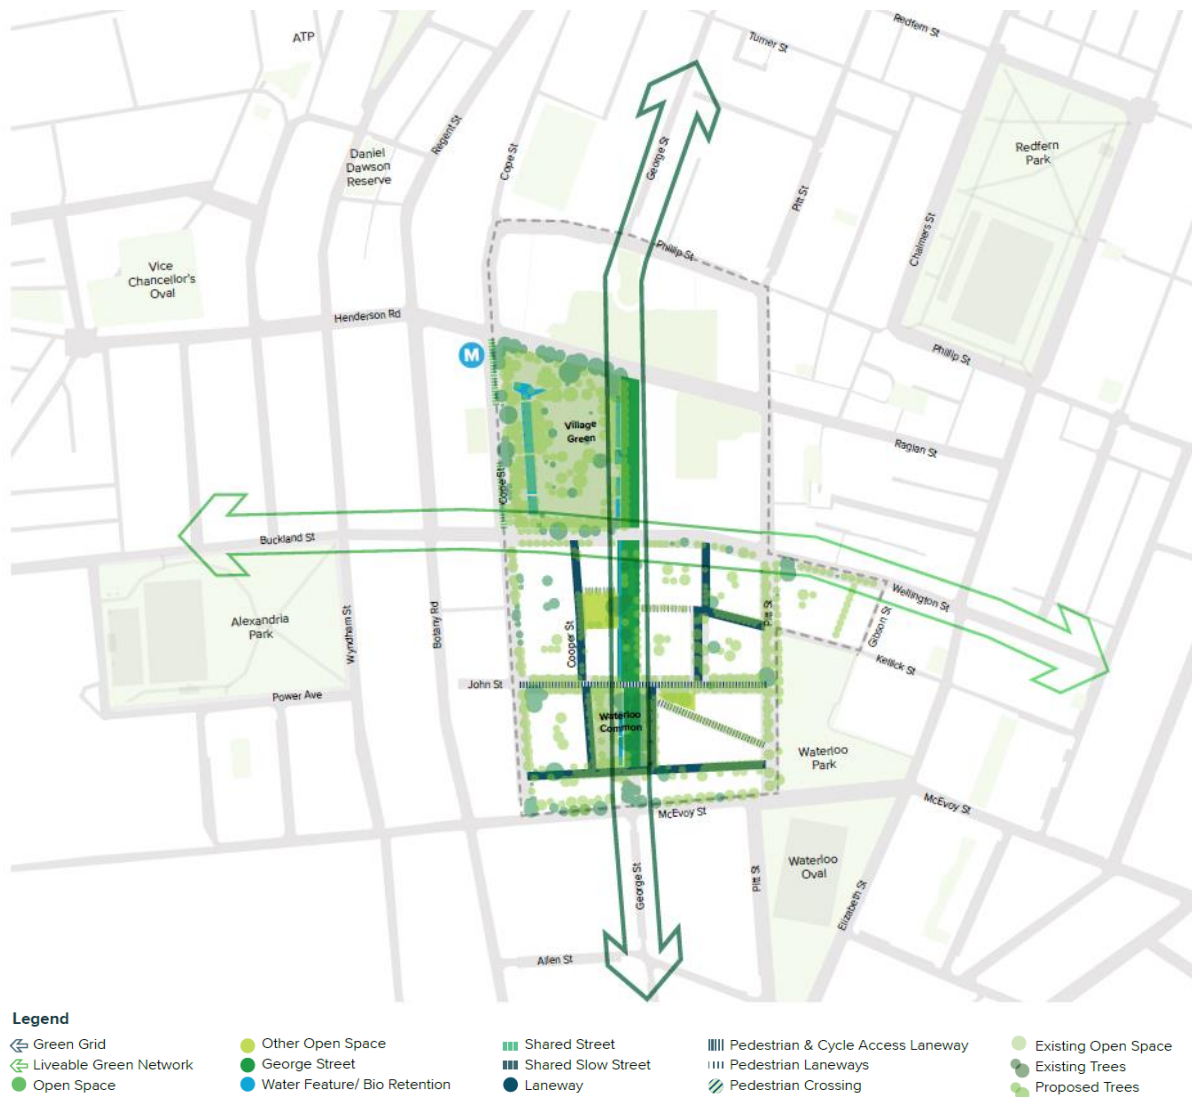 Redfern St
Turner St
ATP
Regent St
Cope St
George St
Daniel
Dawson
Reserve
Redfern
Park
Pitt St
Chalmers St
Phillip St
Vice
Chancellor's
Oval
Henderson Rd
M
Phillip St
Village
Green
Raglan St
Cope St
Buckland St
Wellington St
Alexandria
Park
Wyndham St
Botany Rd
Cooper St
Pitt St
Gibson St
Kellick St
John St
Power Ave
Waterloo
Common
Waterloo
Park
McEvoy St
McEvoy St
George St
Pitt St
Waterloo
Oval
Elizabeth St
Allen St
Legend
Green Grid
Liveable Green Network
Open Space
Other Open Space
George Street
Water Feature/ Bio Retention
Shared Street
Shared Slow Street
Laneway
Pedestrian & Cycle Access Laneway
Pedestrian Laneways
Pedestrian Crossing
Existing Open Space
Existing Trees
Proposed Trees